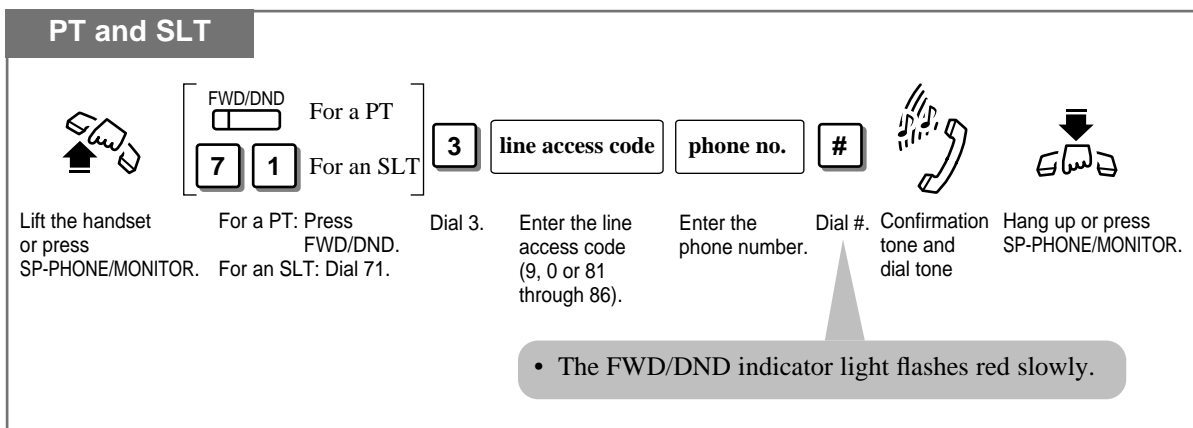 PT and SLT
FWD/DND
For a PT
7 1 For an SLT
3
line access code
phone no.
#
Lift the handset
or press
SP-PHONE/MONITOR.
For a PT: Press
FWD/DND.
For an SLT: Dial 71.
Dial 3.
Enter the line
access code
(9, 0 or 81
through 86).
Enter the
phone number.
Dial #.
Confirmation
tone and
dial tone
Hang up or press
SP-PHONE/MONITOR.
• The FWD/DND indicator light flashes red slowly.